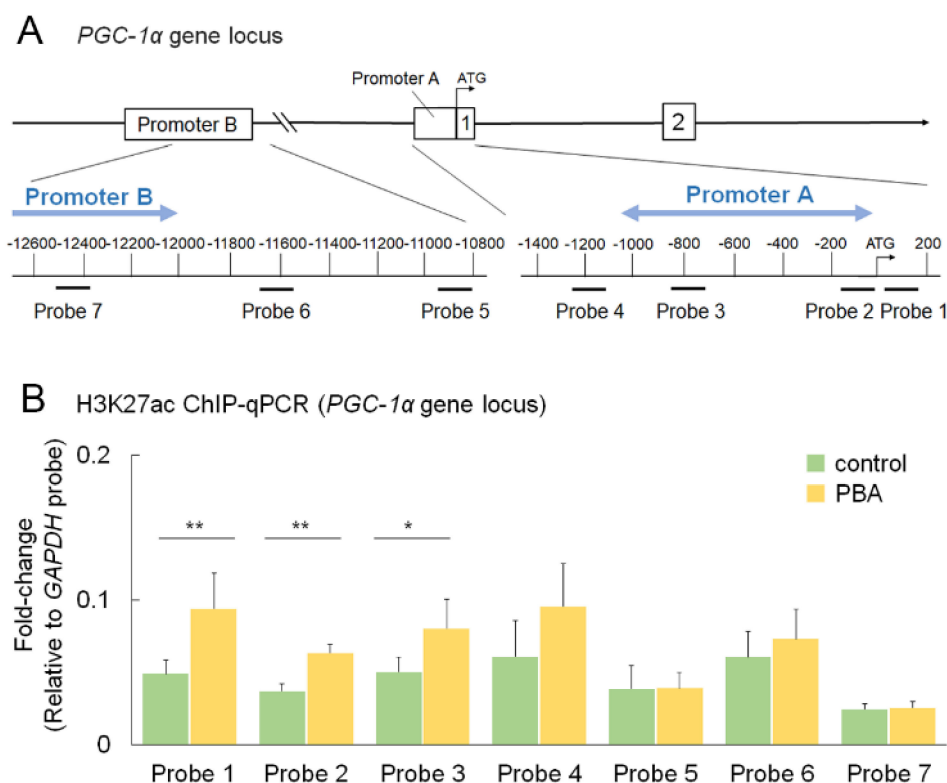 A PGC-1α gene locus
Promoter A ATG
Promoter B 1 2
Promoter B Promoter A
-12600 -12400 -12200 -12000 -11800 -11600 -11400 -11200 -11000 -10800 -1400 -1200 -1000 -800 -600 -400 -200 ATG 200
Probe 7 Probe 6 Probe 5 Probe 4 Probe 3 Probe 2 Probe 1
B H3K27ac ChIP-qPCR (PGC-1α gene locus)
Fold-change
(Relative to GAPDH probe)
0.2
0.1
0
control
PBA
** ** *
Probe 1 Probe 2 Probe 3 Probe 4 Probe 5 Probe 6 Probe 7